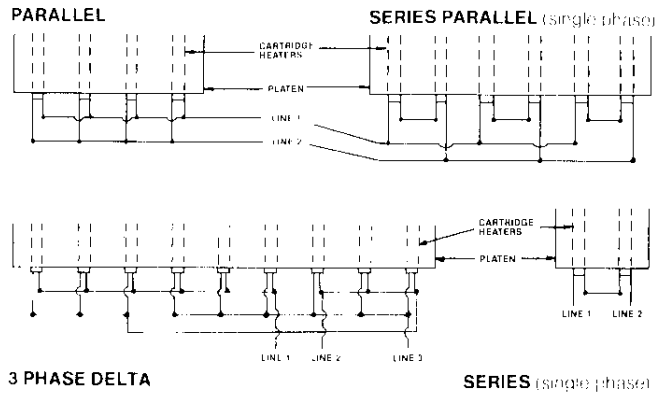 PARALLEL
SERIES PARALLEL (single phase)
CARTRIDGE
HEATERS
PLATEN
LINE 1
LINE 2
CARTRIDGE
HEATERS
PLATEN
LINE 1 LINE 2
LINE 1 LINE 2 LINE 3
3 PHASE DELTA
SERIES (single phase)